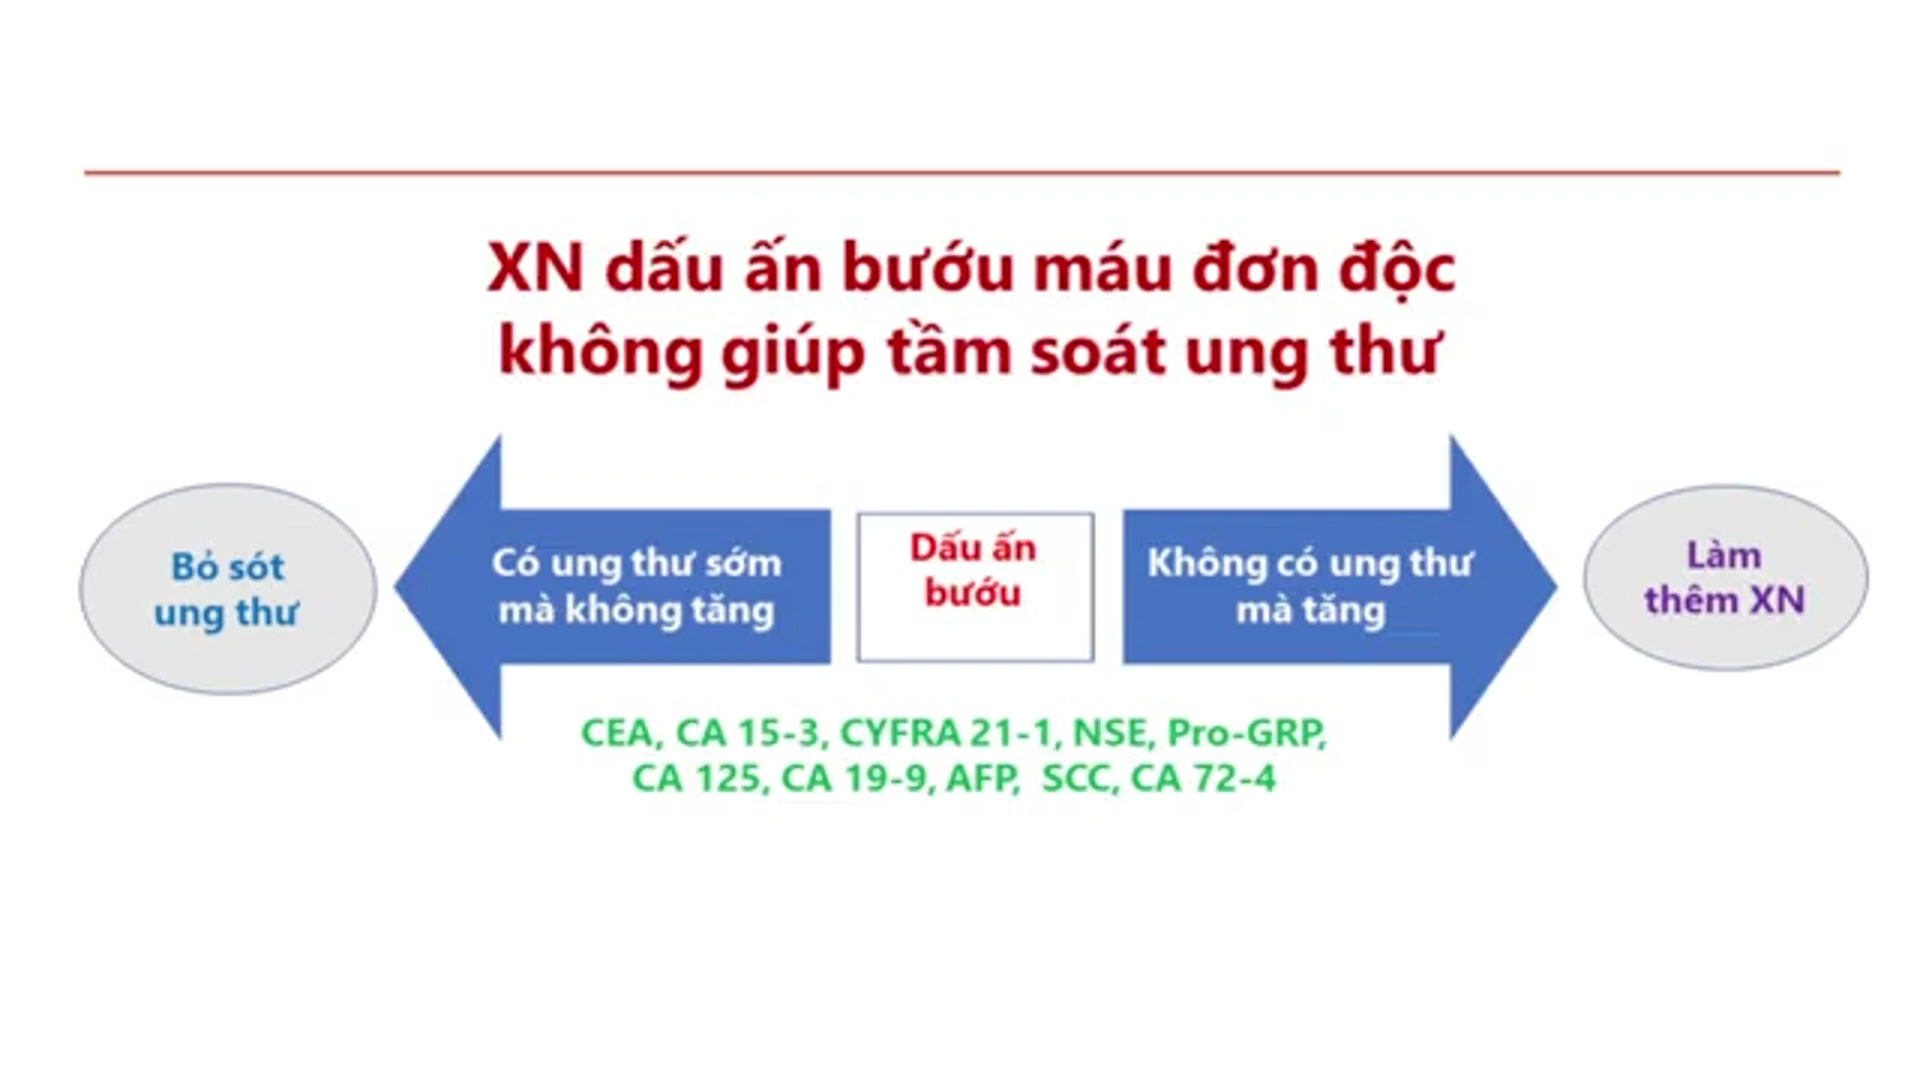 XN dấu ấn bướu máu đơn độc
không giúp tầm soát ung thư
Bỏ sót
ung thư
Có ung thư sớm
mà không tăng
Dấu ấn
bướu
Không có ung thư
mà tăng
Làm
thêm XN
CEA, CA 15-3, CYFRA 21-1, NSE, Pro-GRP,
CA 125, CA 19-9, AFP, SCC, CA 72-4